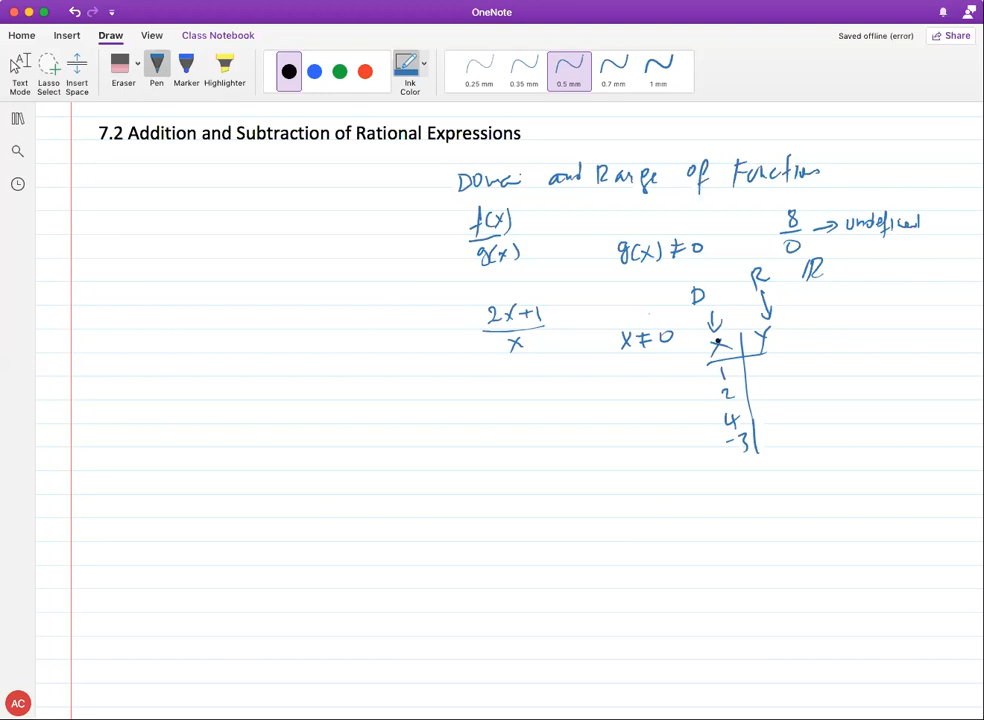 OneNote
Home Insert Draw View Class Notebook
Saved offline (error) Share
Text Mode
Lasso Select
Insert Space
Eraser
Pen
Marker
Highlighter
Ink Color
0.25 mm
0.35 mm
0.5 mm
0.7 mm
1 mm
7.2 Addition and Subtraction of Rational Expressions
Domain and Range of Functions
f(x)
g(x)
g(x) ≠ 0
8
0
→ undefined
D R ℝ
2x+1
x
x ≠ 0
x y
1
2
4
-3
AC